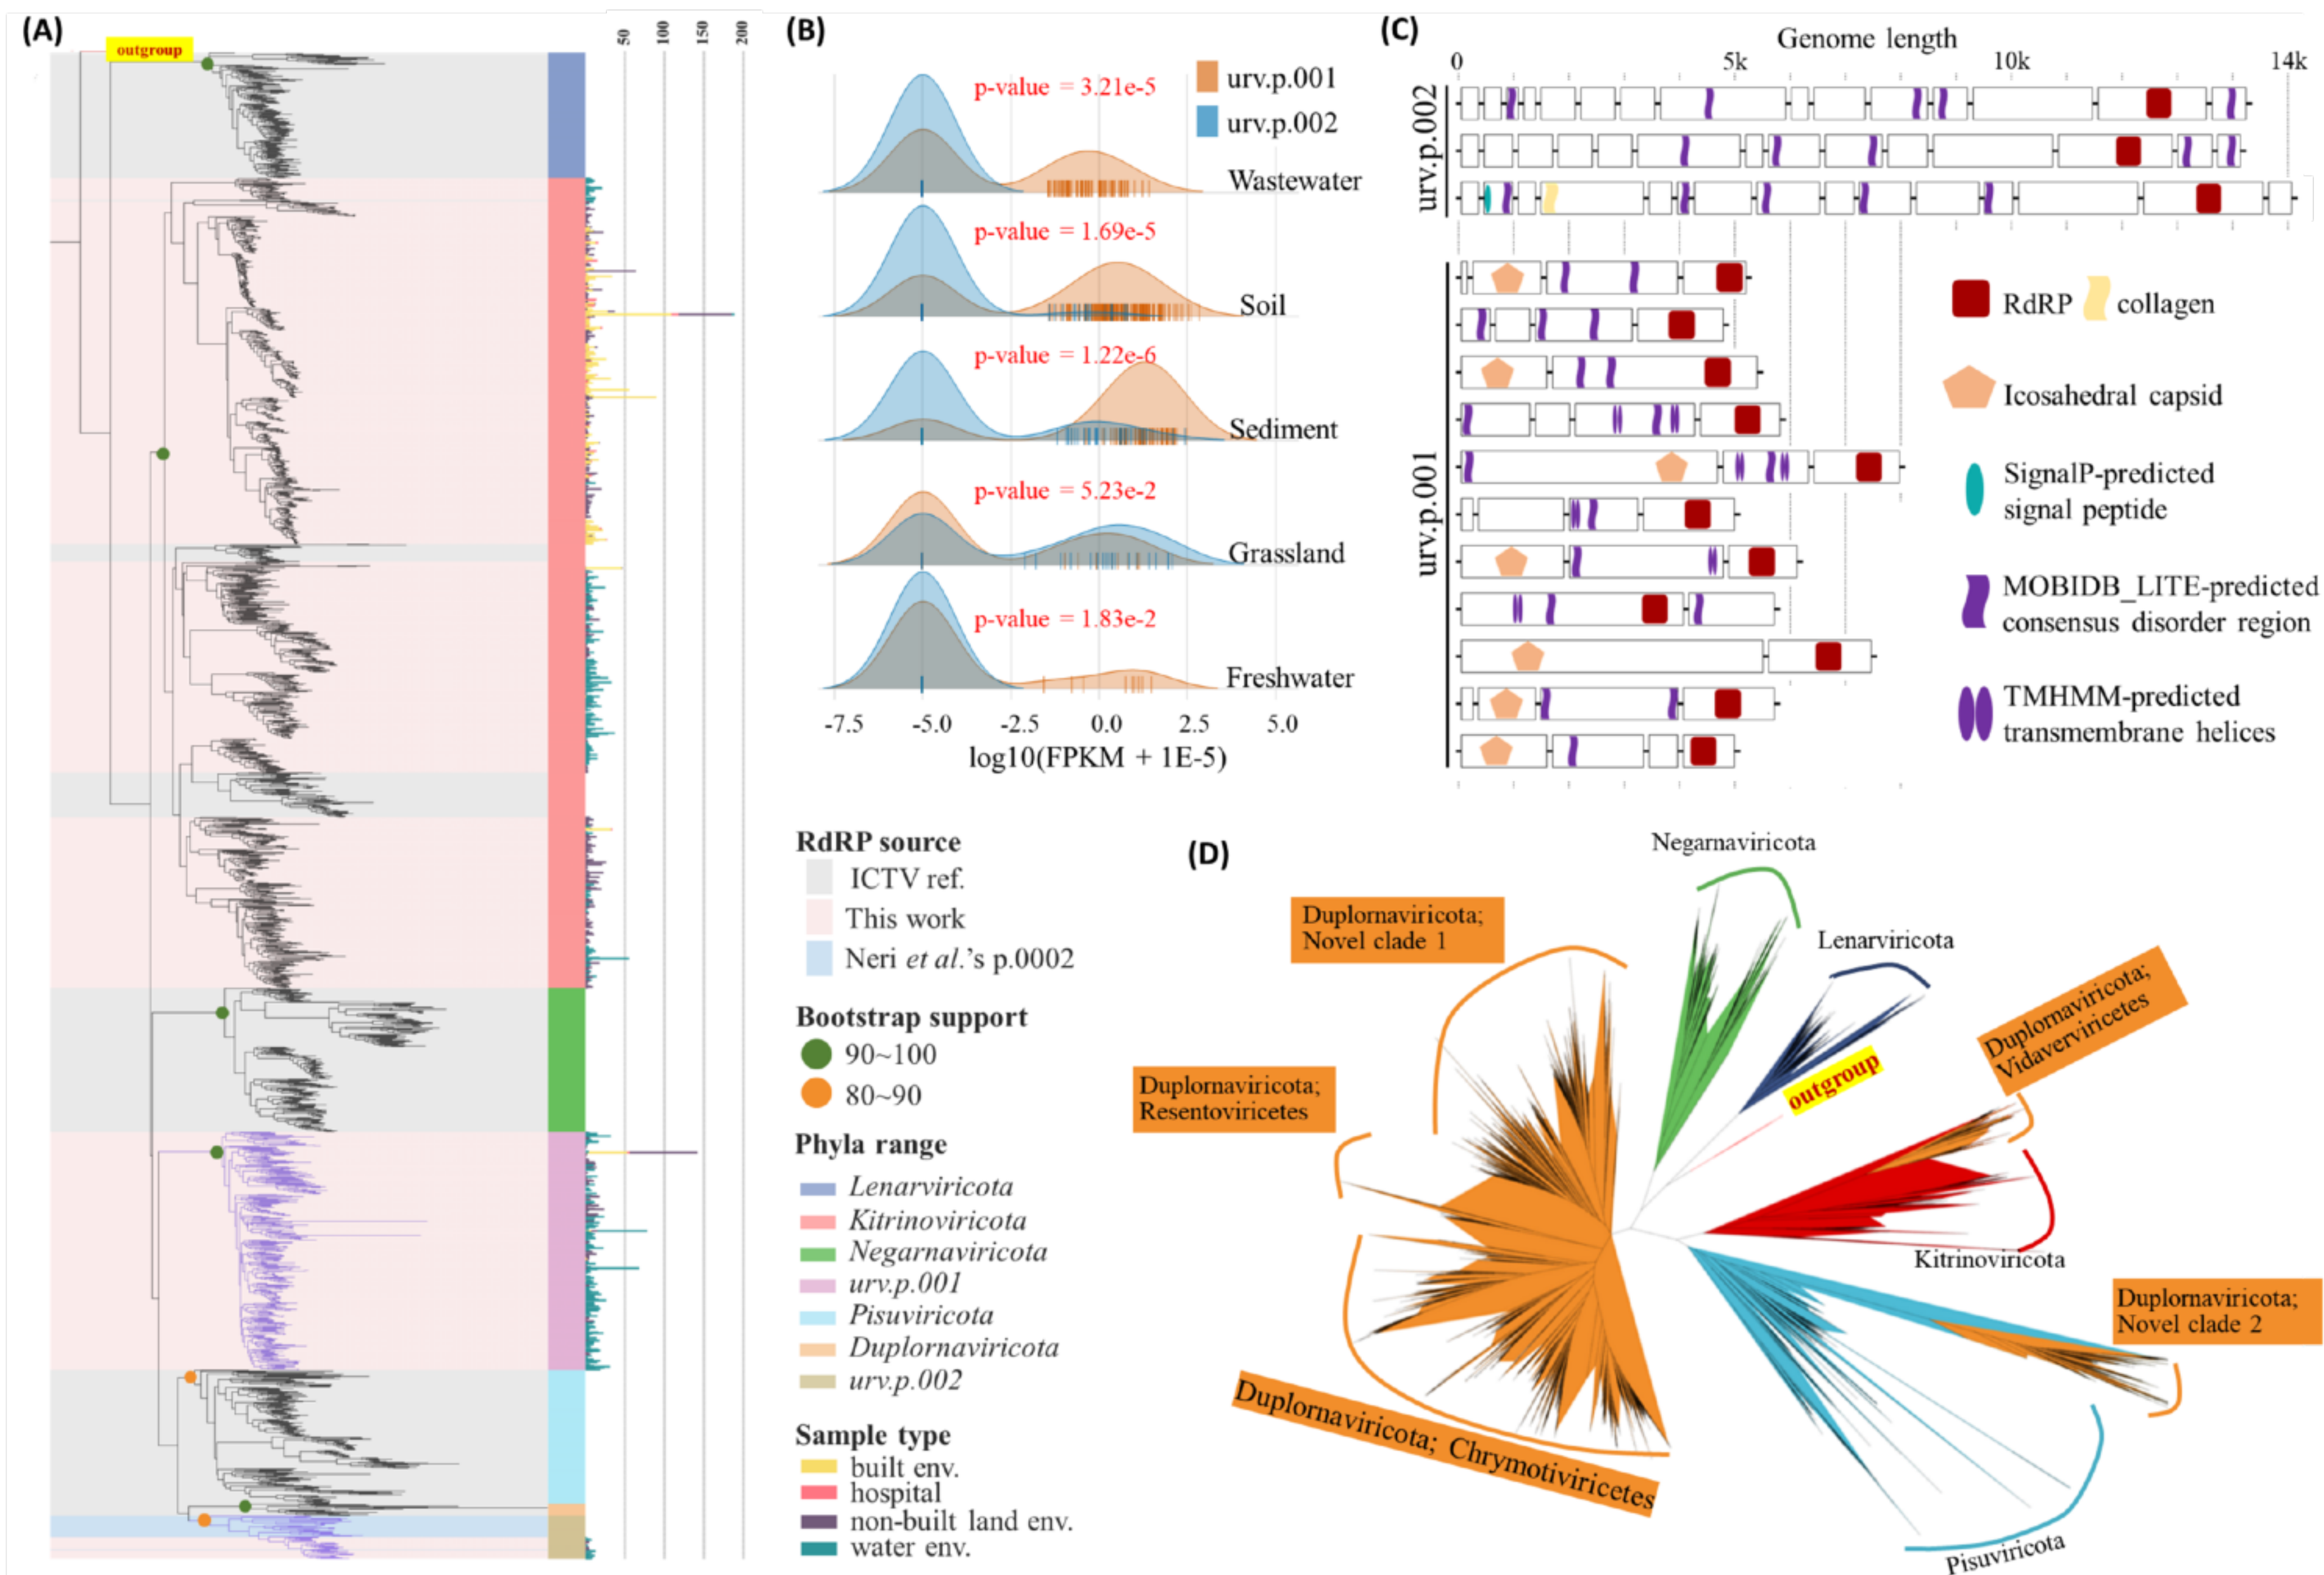 (A)
outgroup
50
100
150
200
(B)
urv.p.001
urv.p.002
p-value = 3.21e-5
Wastewater
p-value = 1.69e-5
Soil
p-value = 1.22e-6
Sediment
p-value = 5.23e-2
Grassland
p-value = 1.83e-2
Freshwater
-7.5
-5.0
-2.5
0.0
2.5
5.0
log10(FPKM + 1E-5)
(C)
Genome length
0
5k
10k
14k
urv.p.002
urv.p.001
RdRP
collagen
Icosahedral capsid
SignalP-predicted
signal peptide
MOBIDB_LITE-predicted
consensus disorder region
TMHMM-predicted
transmembrane helices
RdRP source
ICTV ref.
This work
Neri et al.'s p.0002
Bootstrap support
90~100
80~90
Phyla range
Lenarviricota
Kitrinoviricota
Negarnaviricota
urv.p.001
Pisuviricota
Duplornaviricota
urv.p.002
Sample type
built env.
hospital
non-built land env.
water env.
(D)
Negarnaviricota
Duplornaviricota;
Novel clade 1
Lenarviricota
Duplornaviricota;
Vidaverviricetes
outgroup
Duplornaviricota;
Resentoviricetes
Kitrinoviricota
Duplornaviricota;
Novel clade 2
Duplornaviricota; Chrymotiviricetes
Pisuviricota